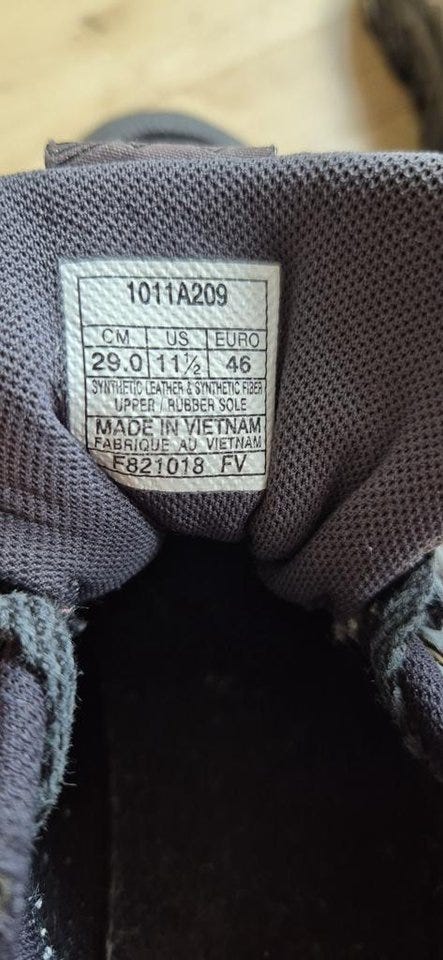 1011A209
CM US EURO
29.0 11½ 46
SYNTHETIC LEATHER & SYNTHETIC FIBER
UPPER / RUBBER SOLE
MADE IN VIETNAM
FABRIQUE AU VIETNAM
F821018 FV